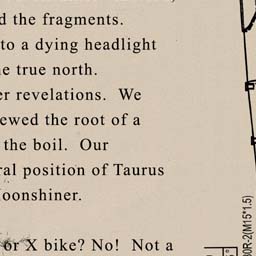 d the fragments.
to a dying headlight
e true north.
er revelations.  We
ewed the root of a
the boil.  Our
ral position of Taurus
oonshiner.
or X bike? No!  Not a
0R-2(M15*1.5)